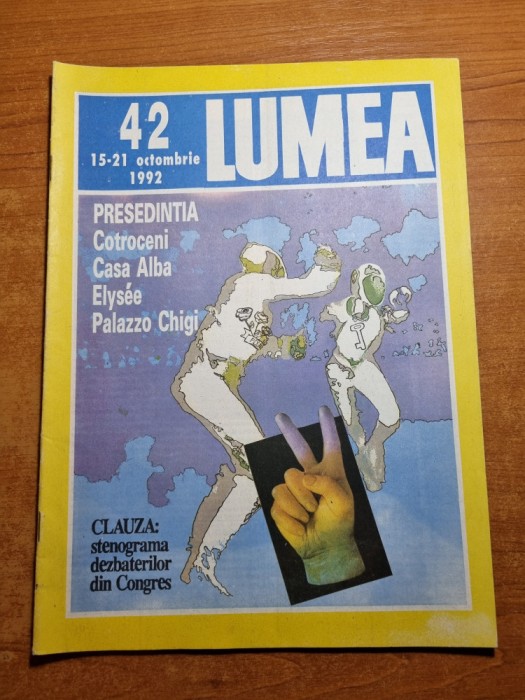 42
15-21 octombrie
1992
LUMEA
PRESEDINTIA
Cotroceni
Casa Alba
Elysée
Palazzo Chigi
CLAUZA:
stenograma
dezbaterilor
din Congres